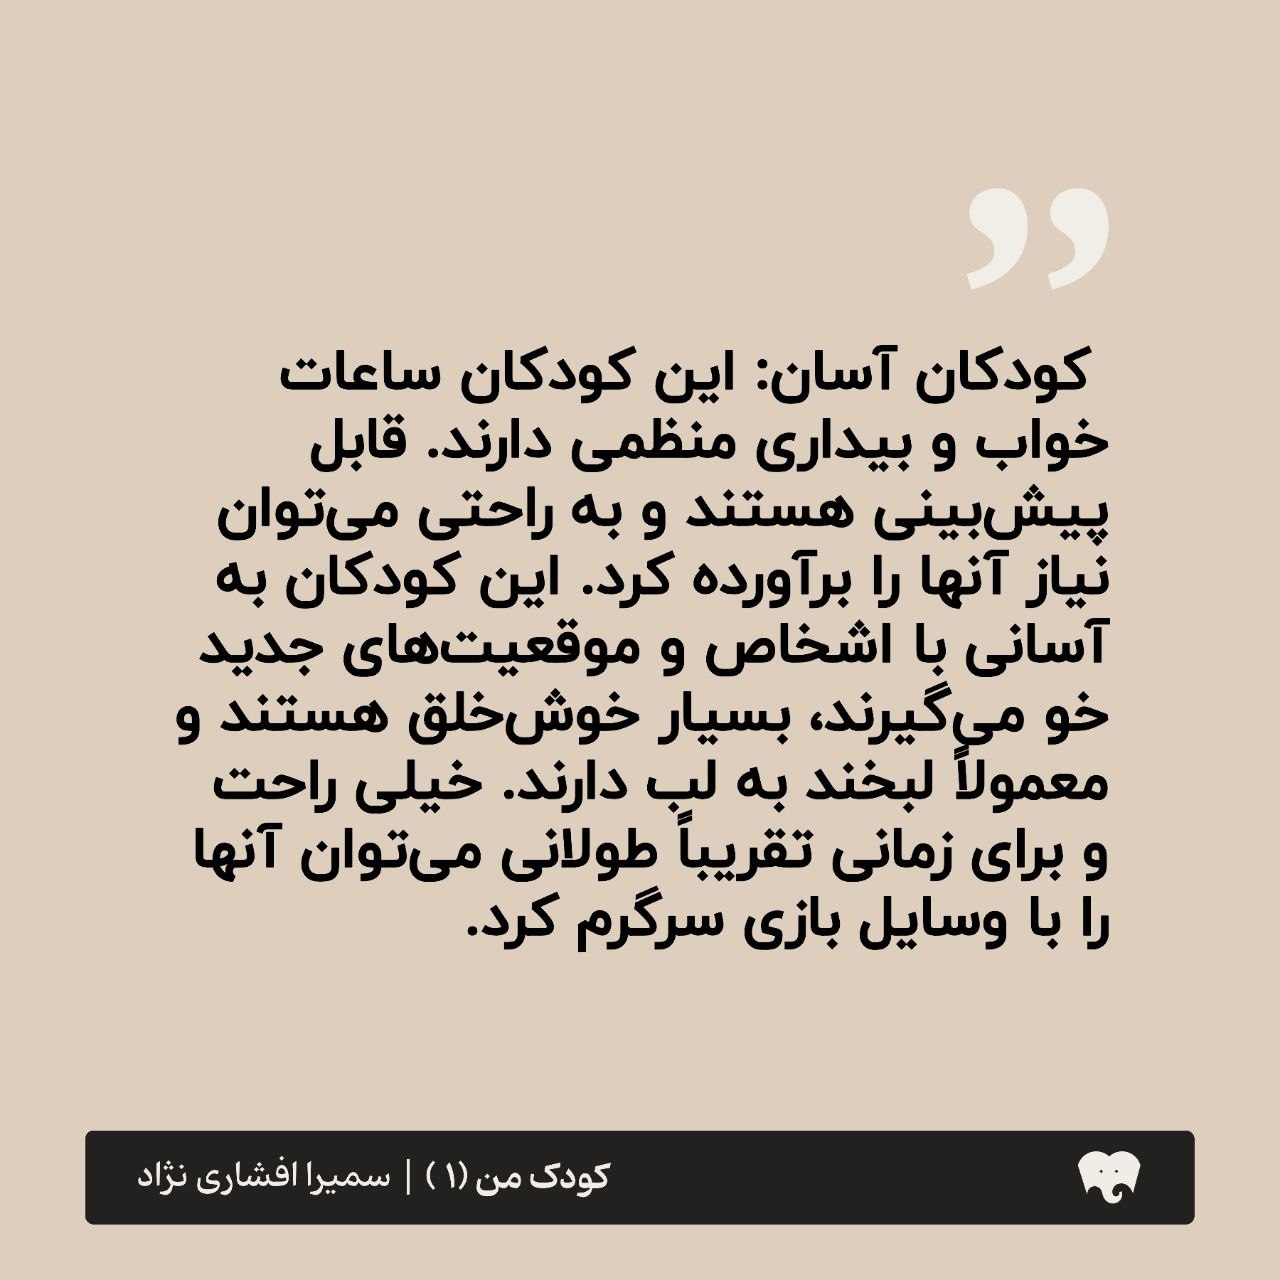 ”
کودکان آسان: این کودکان ساعات
خواب و بیداری منظمی دارند. قابل
پیش‌بینی هستند و به راحتی می‌توان
نیاز آنها را برآورده کرد. این کودکان به
آسانی با اشخاص و موقعیت‌های جدید
خو می‌گیرند، بسیار خوش‌خلق هستند و
معمولاً لبخند به لب دارند. خیلی راحت
و برای زمانی تقریباً طولانی می‌توان آنها
را با وسایل بازی سرگرم کرد.
کودک من (۱) | سمیرا افشاری نژاد